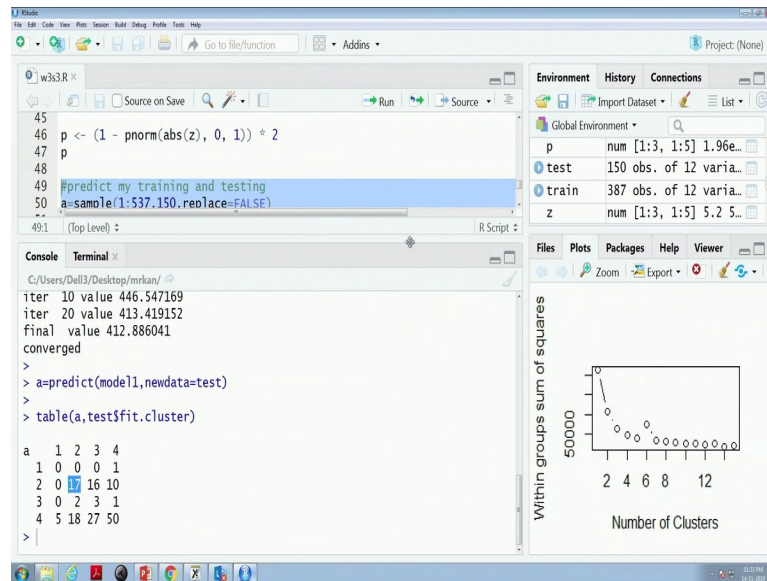 RStudio
File Edit Code View Plots Session Build Debug Profile Tools Help
Go to file/function Addins Project: (None)
w3s3.R
Source on Save Run Source
45
46 p <- (1 - pnorm(abs(z), 0, 1)) * 2
47 p
48
49 #predict my training and testing
50 a=sample(1:537,150,replace=FALSE)
49:1 (Top Level) R Script
Console Terminal
C:/Users/Dell3/Desktop/mrkan/
iter 10 value 446.547169
iter 20 value 413.419152
final value 412.886041
converged
>
> a=predict(model1,newdata=test)
>
> table(a,test$fit.cluster)
a 1 2 3 4
1 0 0 0 1
2 0 17 16 10
3 0 2 3 1
4 5 18 27 50
>
Environment History Connections
Import Dataset List
Global Environment
p num [1:3, 1:5] 1.96e…
test 150 obs. of 12 varia…
train 387 obs. of 12 varia…
z num [1:3, 1:5] 5.2 5…
Files Plots Packages Help Viewer
Zoom Export
Within groups sum of squares
50000
2 4 6 8 12
Number of Clusters